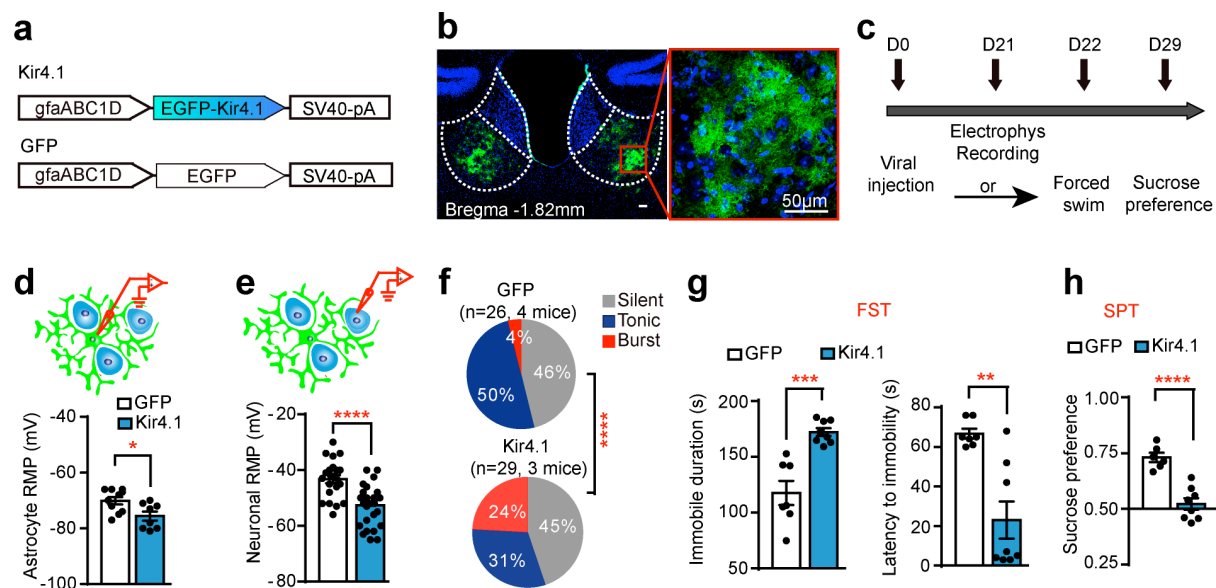 a
Kir4.1
gfaABC1D EGFP-Kir4.1 SV40-pA
GFP
gfaABC1D EGFP SV40-pA
b
Bregma -1.82mm
50μm
c
D0 D21 D22 D29
Electrophys
Recording
Viral
injection
or
Forced
swim
Sucrose
preference
d
GFP
Kir4.1
Astrocyte RMP (mV)
-40
-60
-80
-100
*
e
Neuronal RMP (mV)
-20
-40
-60
-80
****
f
GFP
(n=26, 4 mice)
Silent
Tonic
Burst
4%
46%
50%
****
Kir4.1
(n=29, 3 mice)
24%
45%
31%
g
FST
GFP Kir4.1
Immobile duration (s)
200
150
100
50
***
Latency to immobility (s)
80
60
40
20
0
**
h
SPT
GFP Kir4.1
Sucrose preference
1.00
0.75
0.50
0.25
****